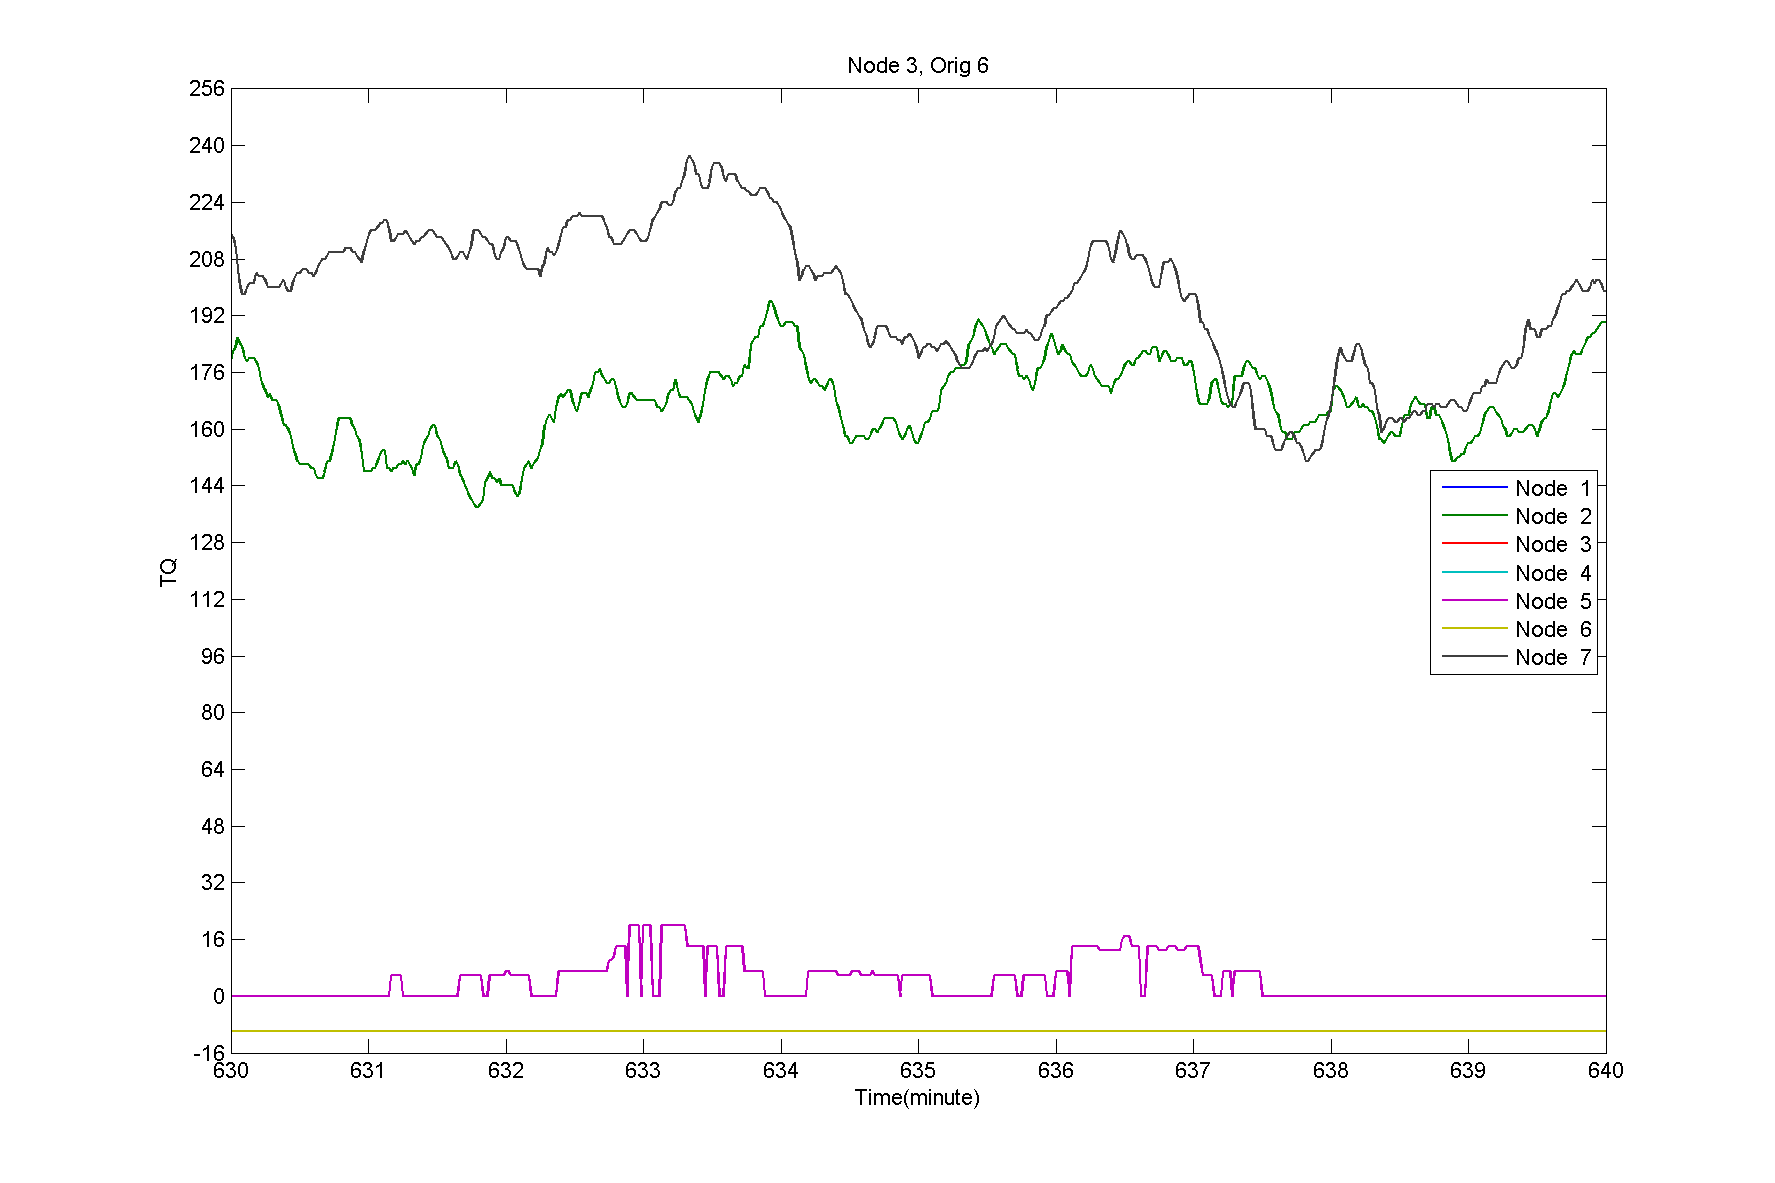 Node 3, Orig 6
256
240
224
208
192
176
160
144
128
112
96
80
64
48
32
16
0
-16
TQ
Node 1
Node 2
Node 3
Node 4
Node 5
Node 6
Node 7
630 631 632 633 634 635 636 637 638 639 640
Time(minute)